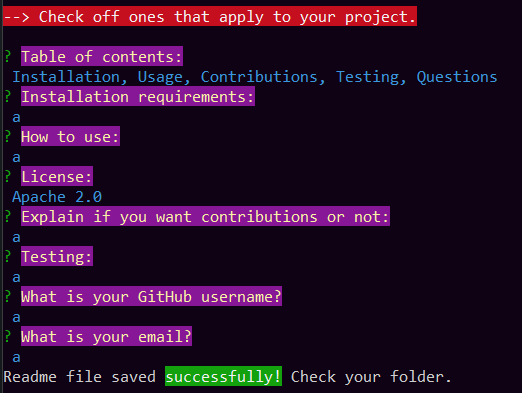 --> Check off ones that apply to your project.
? Table of contents:
Installation, Usage, Contributions, Testing, Questions
? Installation requirements:
a
? How to use:
a
? License:
Apache 2.0
? Explain if you want contributions or not:
a
? Testing:
a
? What is your GitHub username?
a
? What is your email?
a
Readme file saved successfully! Check your folder.